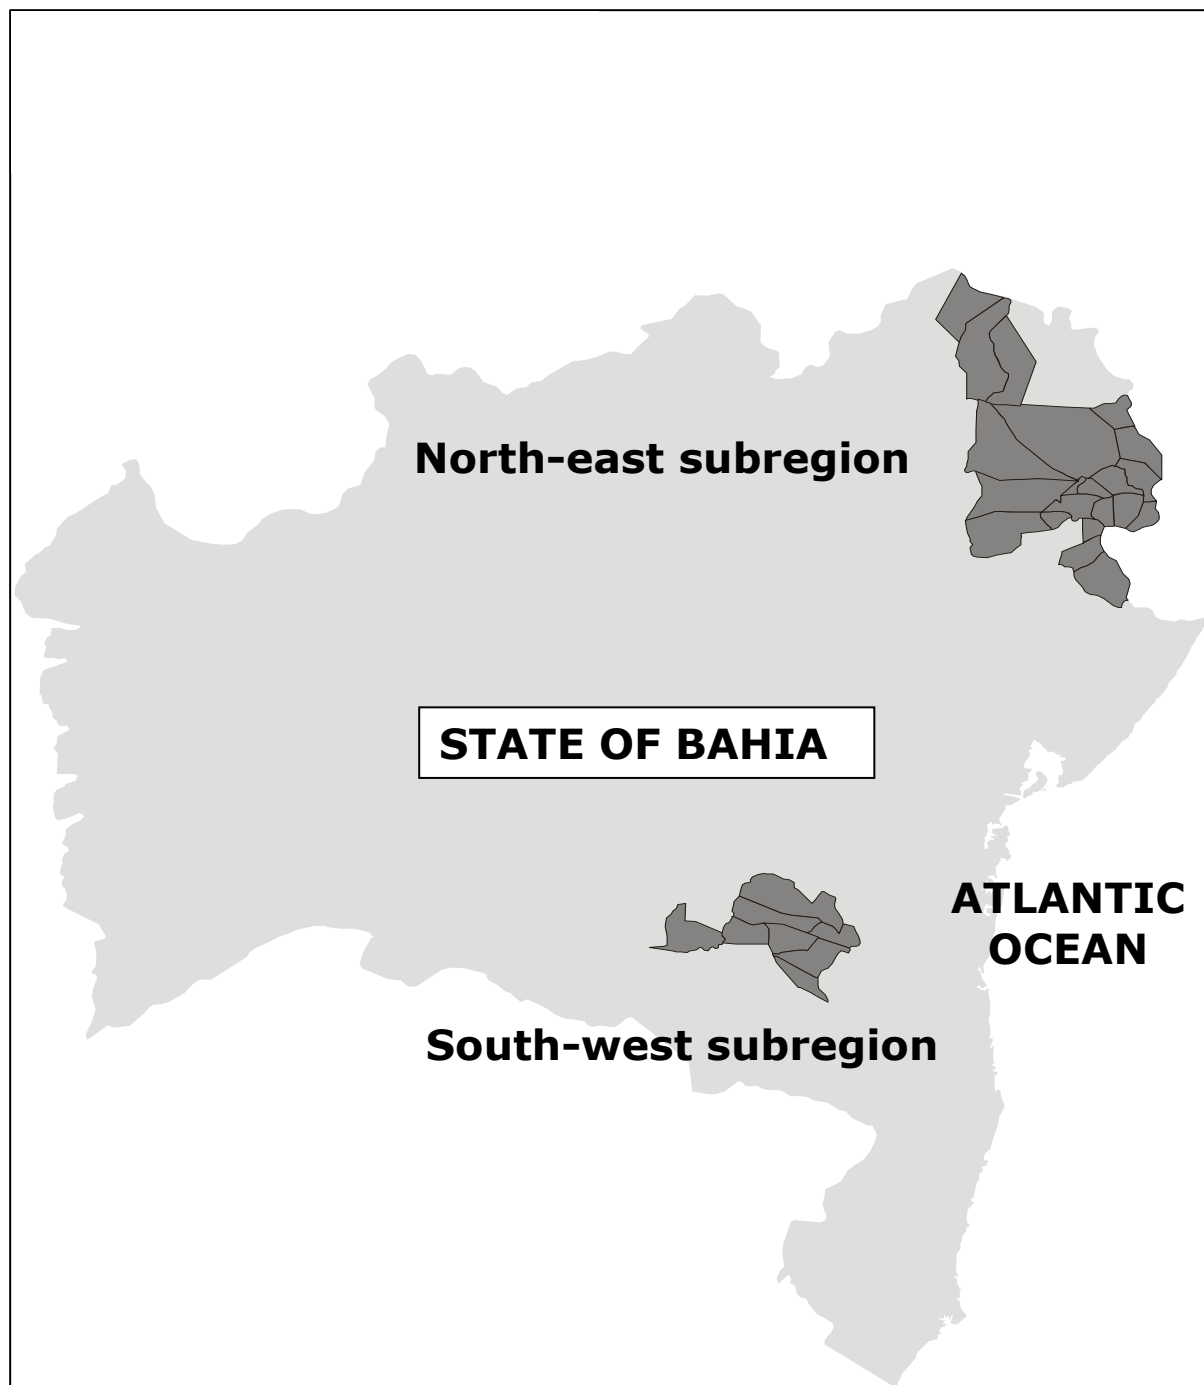 North-east subregion
STATE OF BAHIA
ATLANTIC
OCEAN
South-west subregion